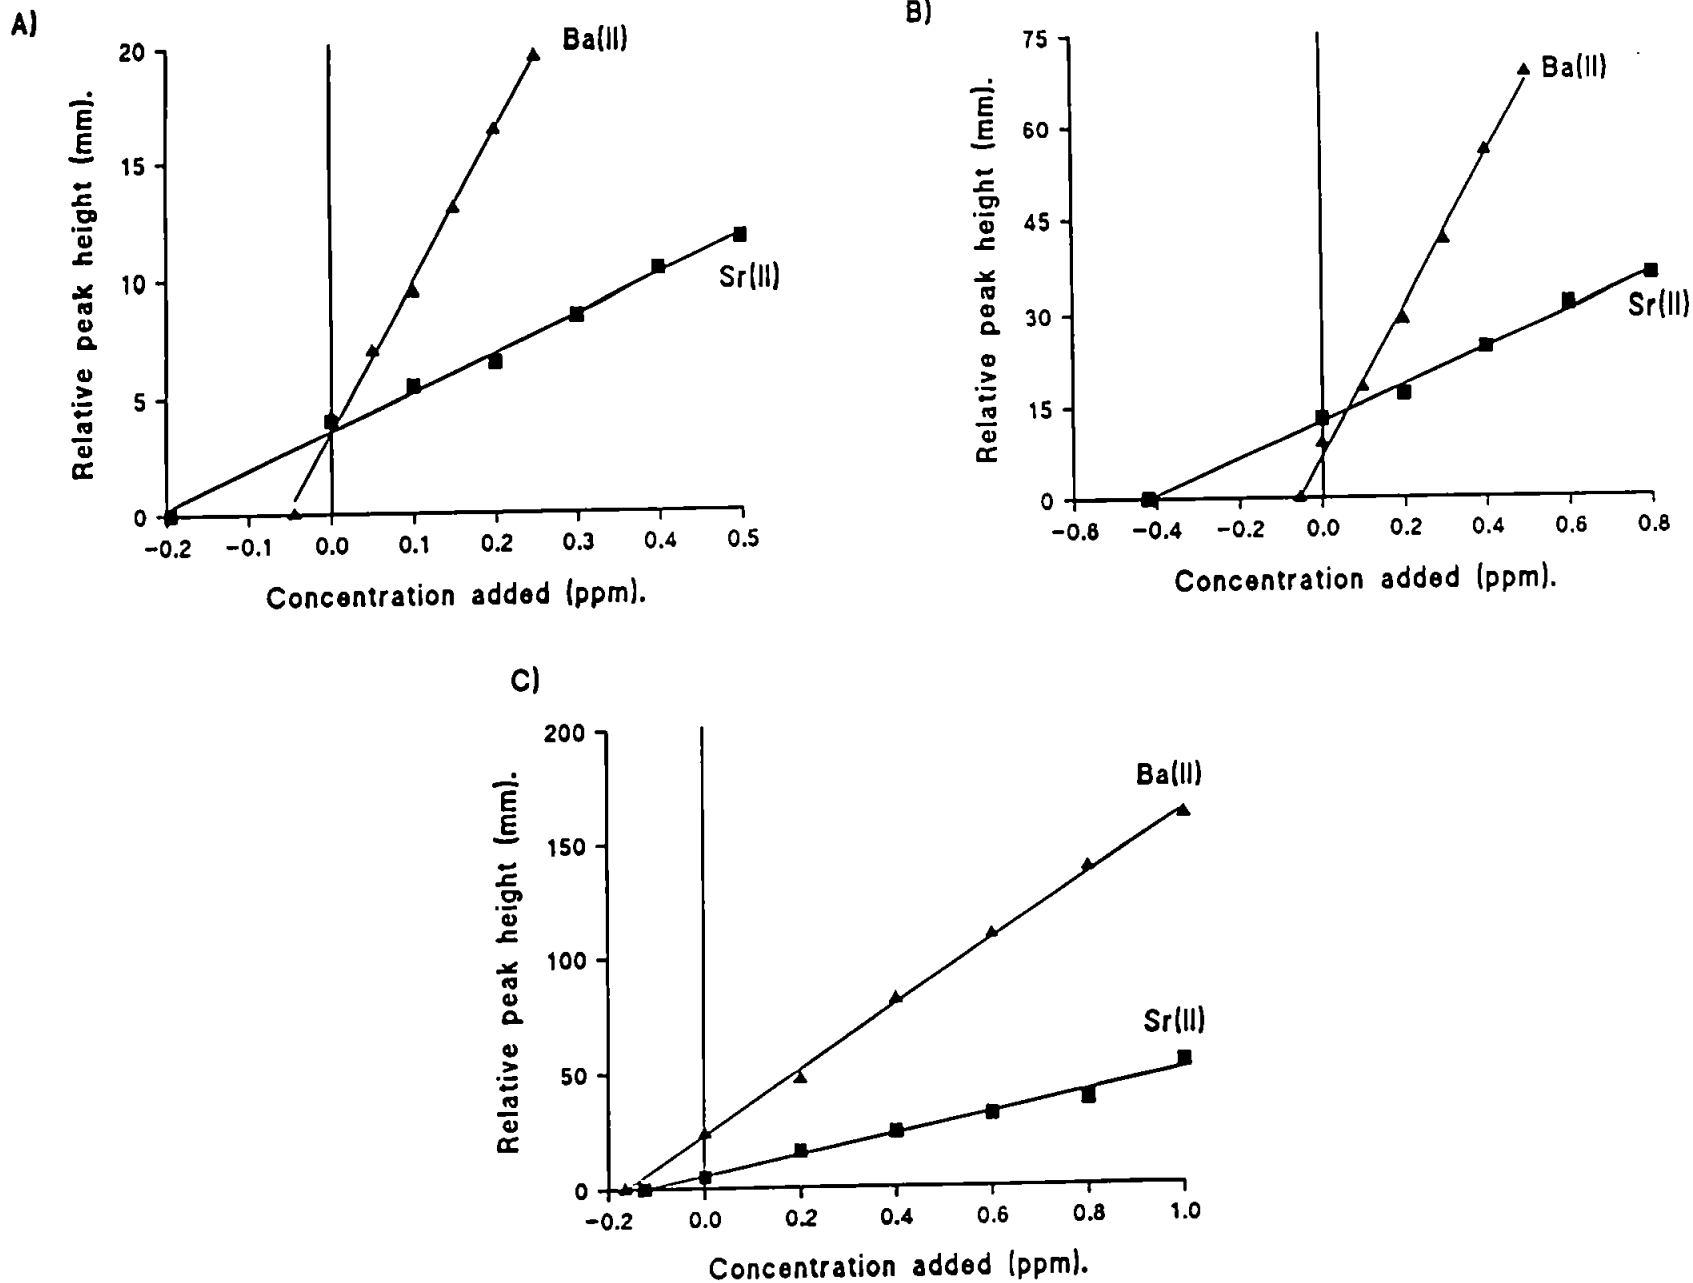 A)
Relative peak height (mm).
20
15
10
5
0
Ba(II)
Sr(II)
-0.2 -0.1 0.0 0.1 0.2 0.3 0.4 0.5
Concentration added (ppm).
B)
Relative peak height (mm).
75
60
45
30
15
0
Ba(II)
Sr(II)
-0.6 -0.4 -0.2 0.0 0.2 0.4 0.6 0.8
Concentration added (ppm).
C)
Relative peak height (mm).
200
150
100
50
0
Ba(II)
Sr(II)
-0.2 0.0 0.2 0.4 0.6 0.8 1.0
Concentration added (ppm).